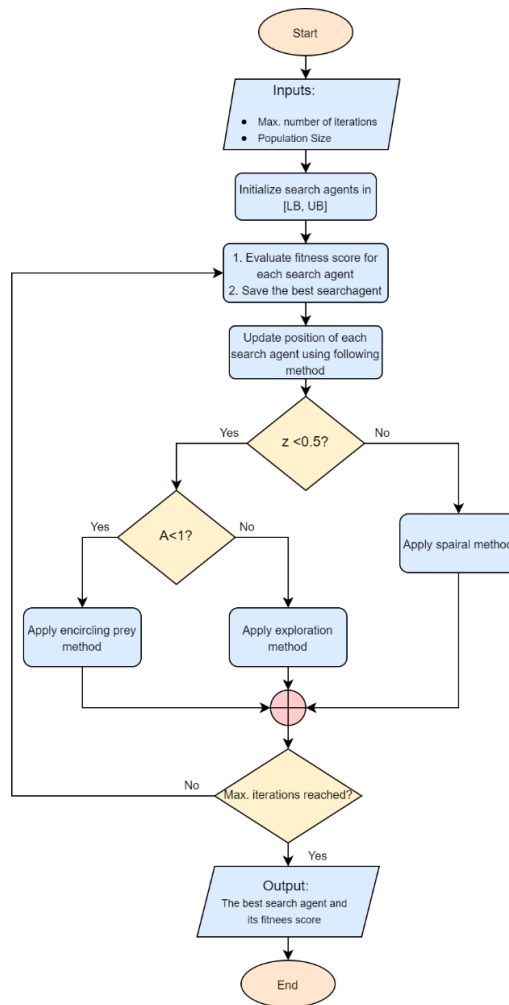 Start
Inputs:
● Max. number of iterations
● Population Size
Initialize search agents in
[LB, UB]
1. Evaluate fitness score for
each search agent
2. Save the best searchagent
Update position of each
search agent using following
method
z <0.5?
Yes
No
A<1?
Yes
No
Apply spairal method
Apply encircling prey
method
Apply exploration
method
Max. iterations reached?
No
Yes
Output:
The best search agent and
its fitnees score
End